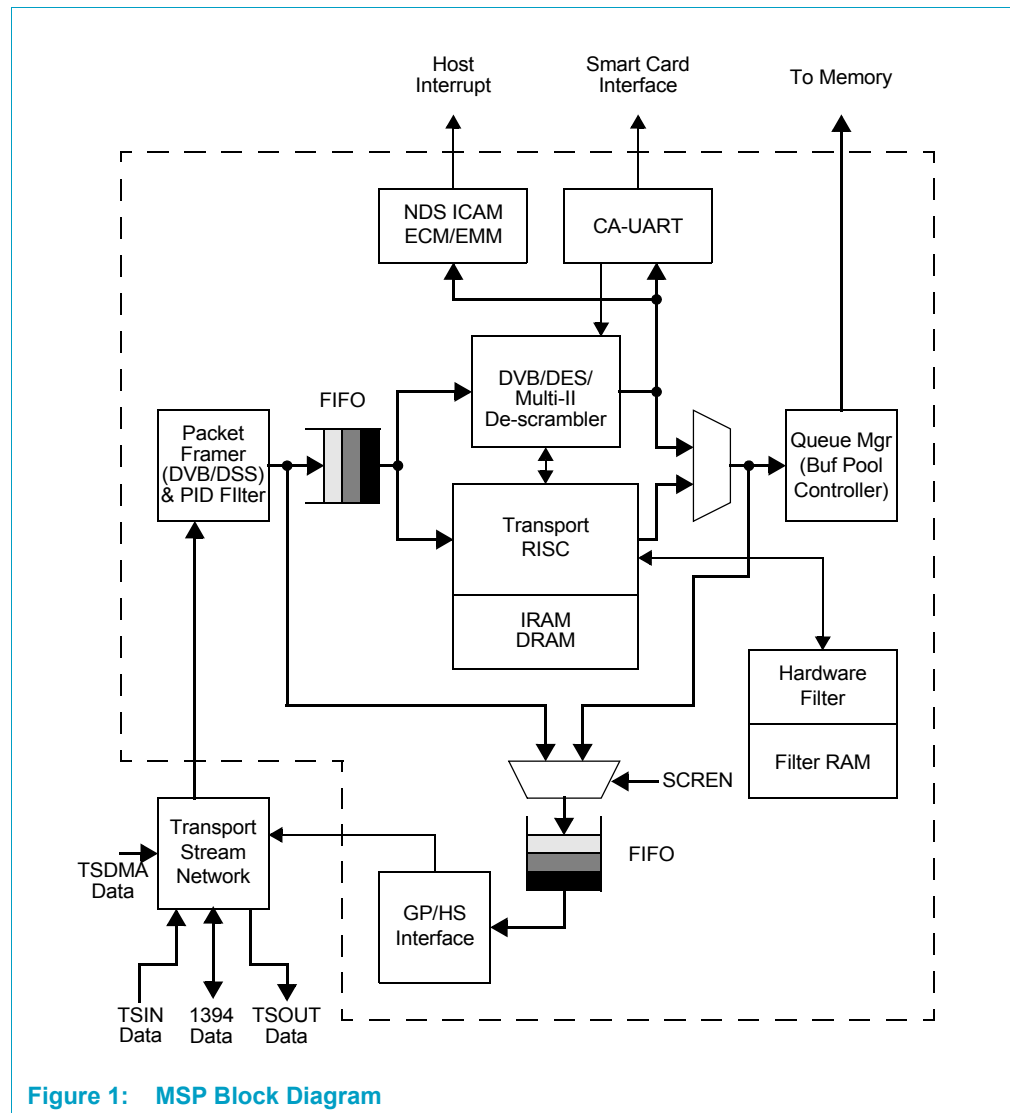 Host
Interrupt
Smart Card
Interface
To Memory
NDS ICAM
ECM/EMM
CA-UART
FIFO
DVB/DES/
Multi-II
De-scrambler
Packet
Framer
(DVB/DSS)
& PID FIlter
Queue Mgr
(Buf Pool
Controller)
Transport
RISC
IRAM
DRAM
Hardware
Filter
Filter RAM
SCREN
Transport
Stream
Network
FIFO
TSDMA
Data
GP/HS
Interface
TSIN
Data
1394
Data
TSOUT
Data
Figure 1: MSP Block Diagram